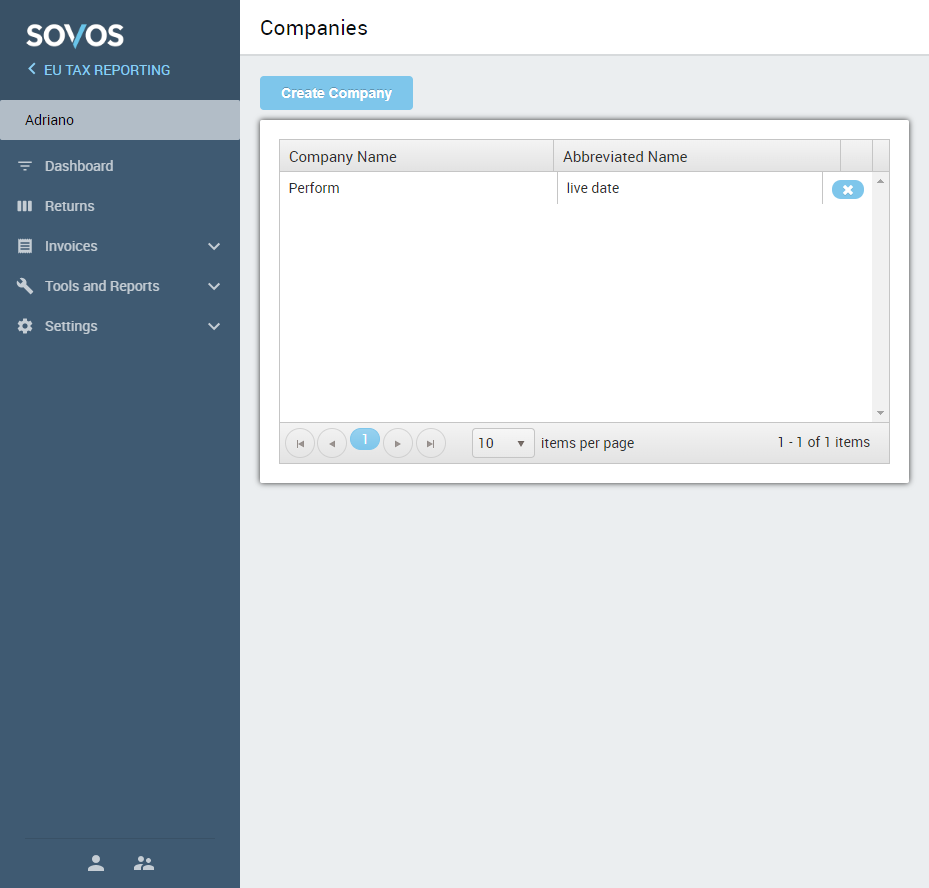 SOVOS
EU TAX REPORTING
Adriano
Dashboard
Returns
Invoices
Tools and Reports
Settings
Companies
Create Company
Company Name Abbreviated Name
Perform live date
1 10 items per page 1 - 1 of 1 items